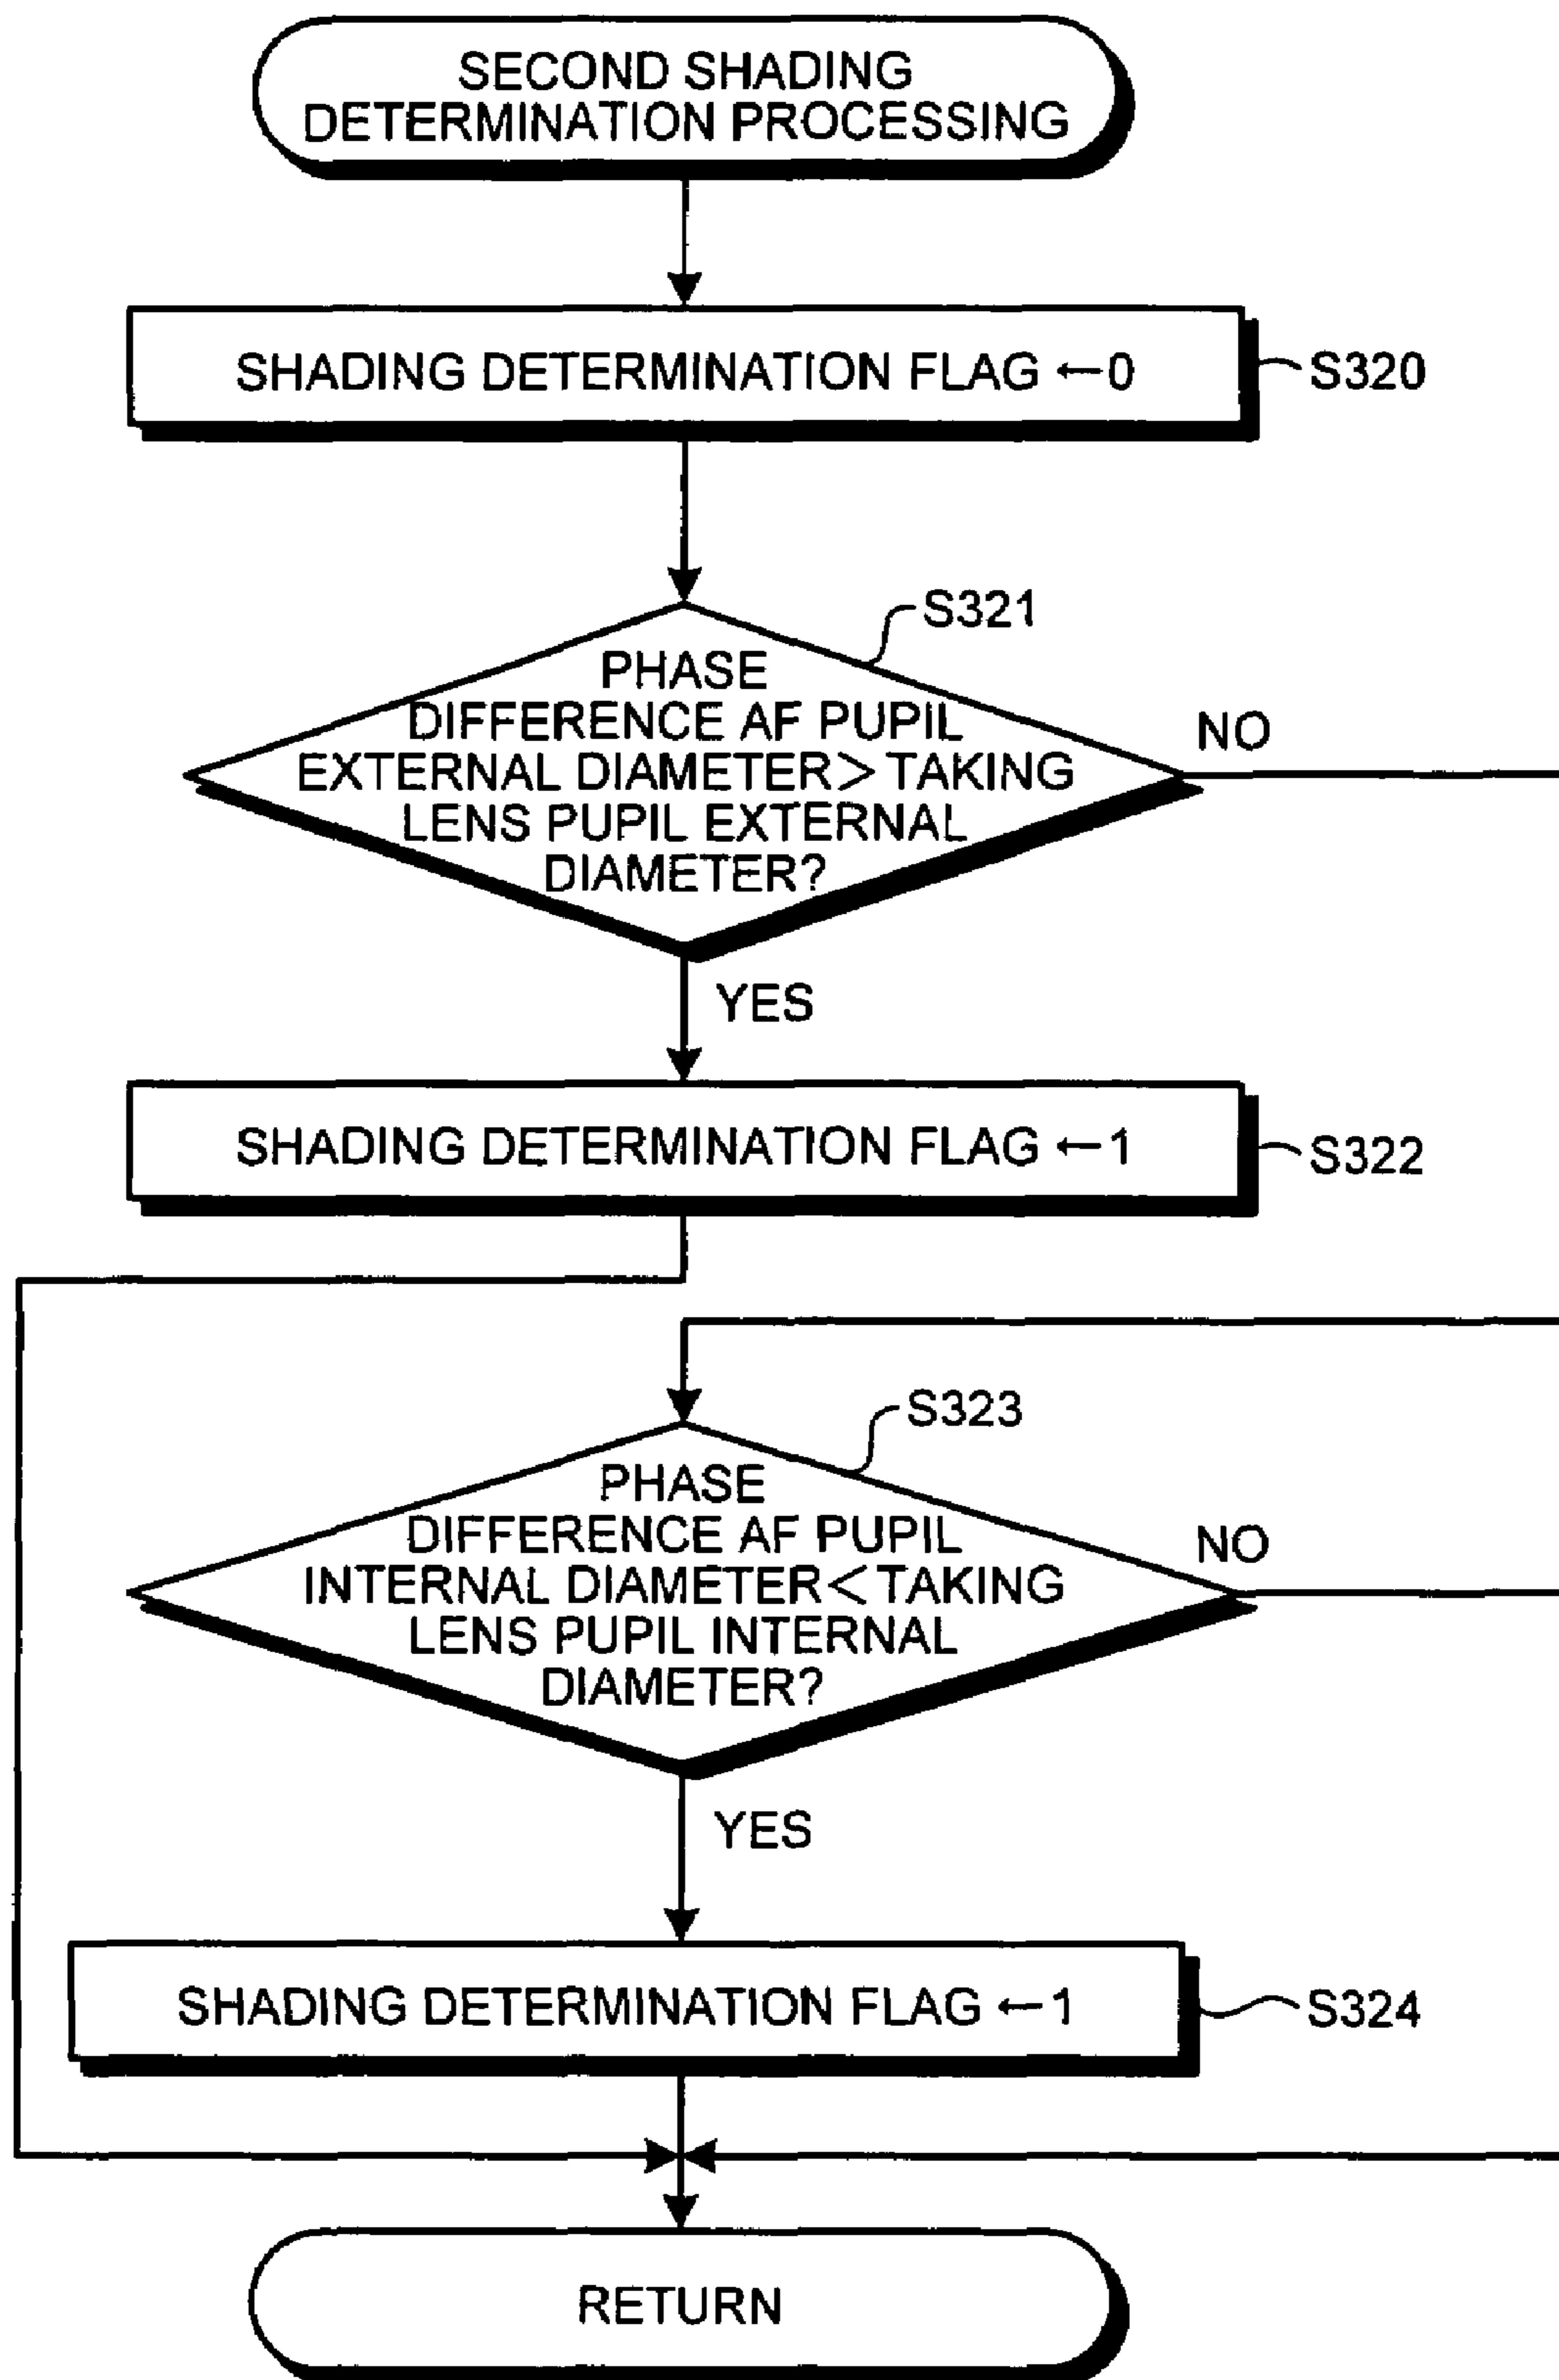 SECOND SHADING
DETERMINATION PROCESSING
SHADING DETERMINATION FLAG ←0
S320
S321
PHASE
DIFFERENCE AF PUPIL
EXTERNAL DIAMETER>TAKING
LENS PUPIL EXTERNAL
DIAMETER?
NO
YES
SHADING DETERMINATION FLAG ←1
S322
S323
PHASE
DIFFERENCE AF PUPIL
INTERNAL DIAMETER<TAKING
LENS PUPIL INTERNAL
DIAMETER?
NO
YES
SHADING DETERMINATION FLAG ←1
S324
RETURN